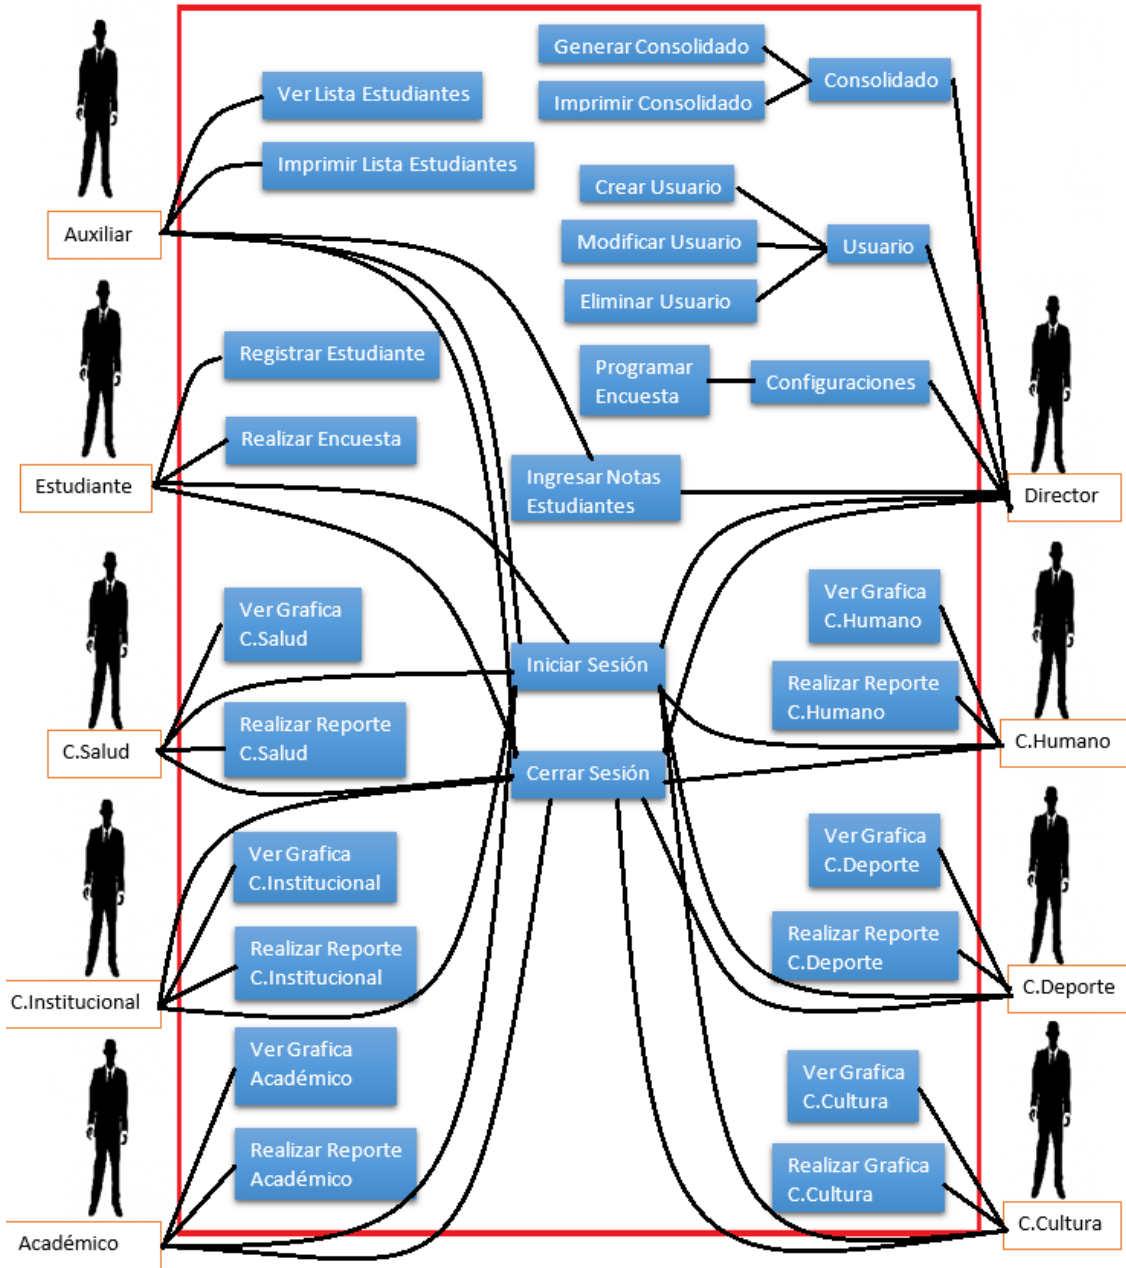 Generar Consolidado
Consolidado
Imprimir Consolidado
Ver Lista Estudiantes
Imprimir Lista Estudiantes
Auxiliar
Crear Usuario
Modificar Usuario
Usuario
Eliminar Usuario
Registrar Estudiante
Realizar Encuesta
Estudiante
Programar
Encuesta
Configuraciones
Ingresar Notas
Estudiantes
Director
Ver Grafica
C.Salud
Realizar Reporte
C.Salud
C.Salud
Iniciar Sesión
Cerrar Sesión
Ver Grafica
C.Humano
Realizar Reporte
C.Humano
C.Humano
Ver Grafica
C.Institucional
Realizar Reporte
C.Institucional
C.Institucional
Ver Grafica
C.Deporte
Realizar Reporte
C.Deporte
C.Deporte
Ver Grafica
Académico
Realizar Reporte
Académico
Académico
Ver Grafica
C.Cultura
Realizar Grafica
C.Cultura
C.Cultura